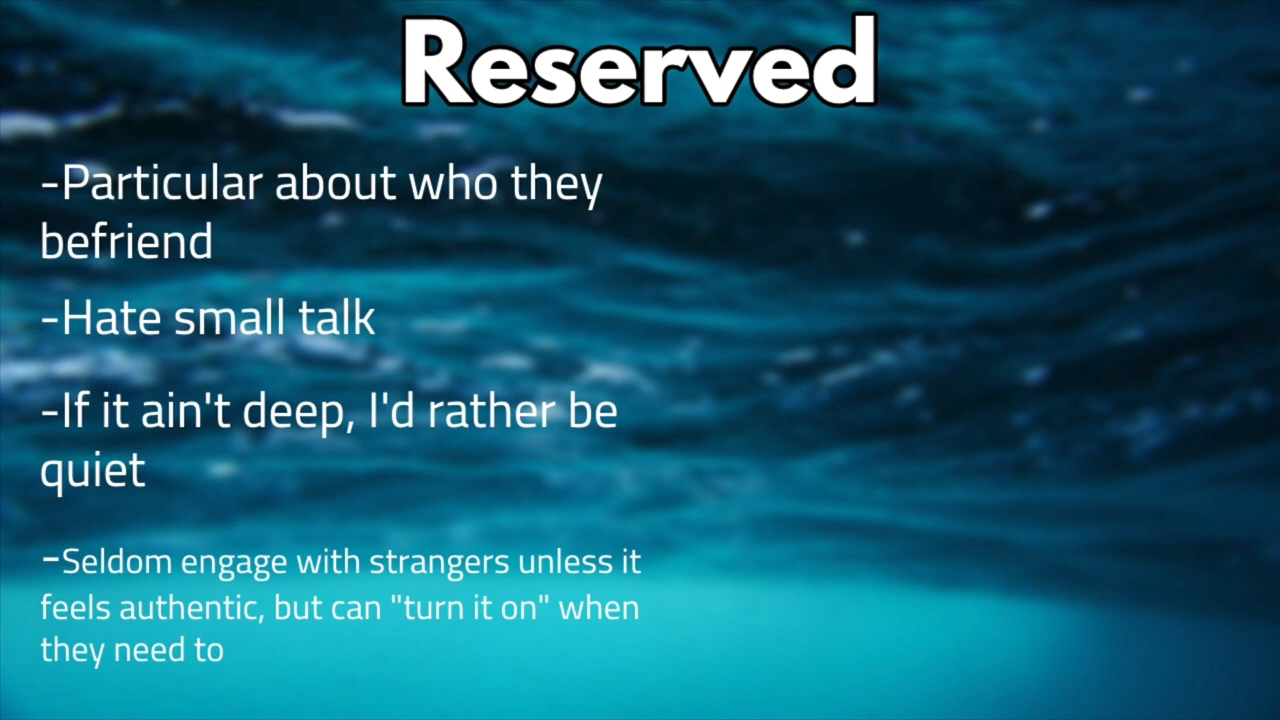 Reserved
-Particular about who they
befriend
-Hate small talk
-If it ain't deep, I'd rather be
quiet
-Seldom engage with strangers unless it
feels authentic, but can "turn it on" when
they need to